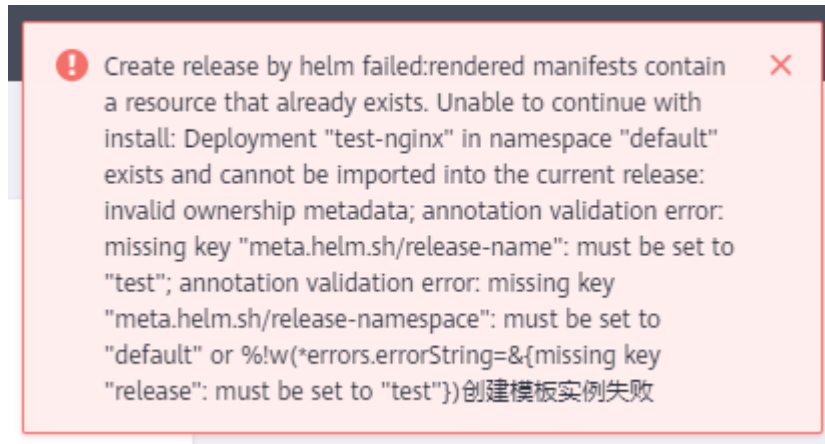 Create release by helm failed:rendered manifests contain
a resource that already exists. Unable to continue with
install: Deployment "test-nginx" in namespace "default"
exists and cannot be imported into the current release:
invalid ownership metadata; annotation validation error:
missing key "meta.helm.sh/release-name": must be set to
"test"; annotation validation error: missing key
"meta.helm.sh/release-namespace": must be set to
"default" or %!w(*errors.errorString=&{missing key
"release": must be set to "test"})创建模板实例失败